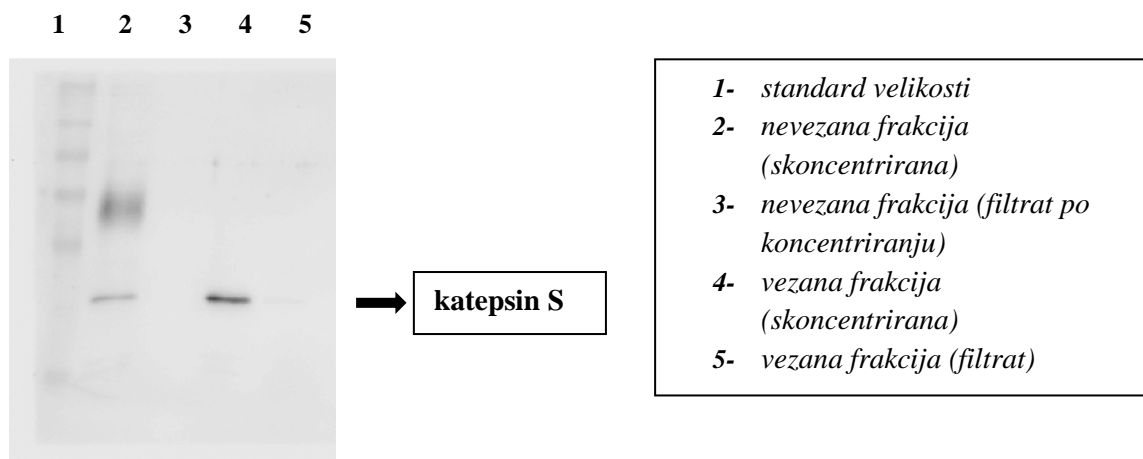 1 2 3 4 5
katepsin S
1- standard velikosti
2- nevezana frakcija
(skoncentrirana)
3- nevezana frakcija (filtrat po
koncentriranju)
4- vezana frakcija
(skoncentrirana)
5- vezana frakcija (filtrat)